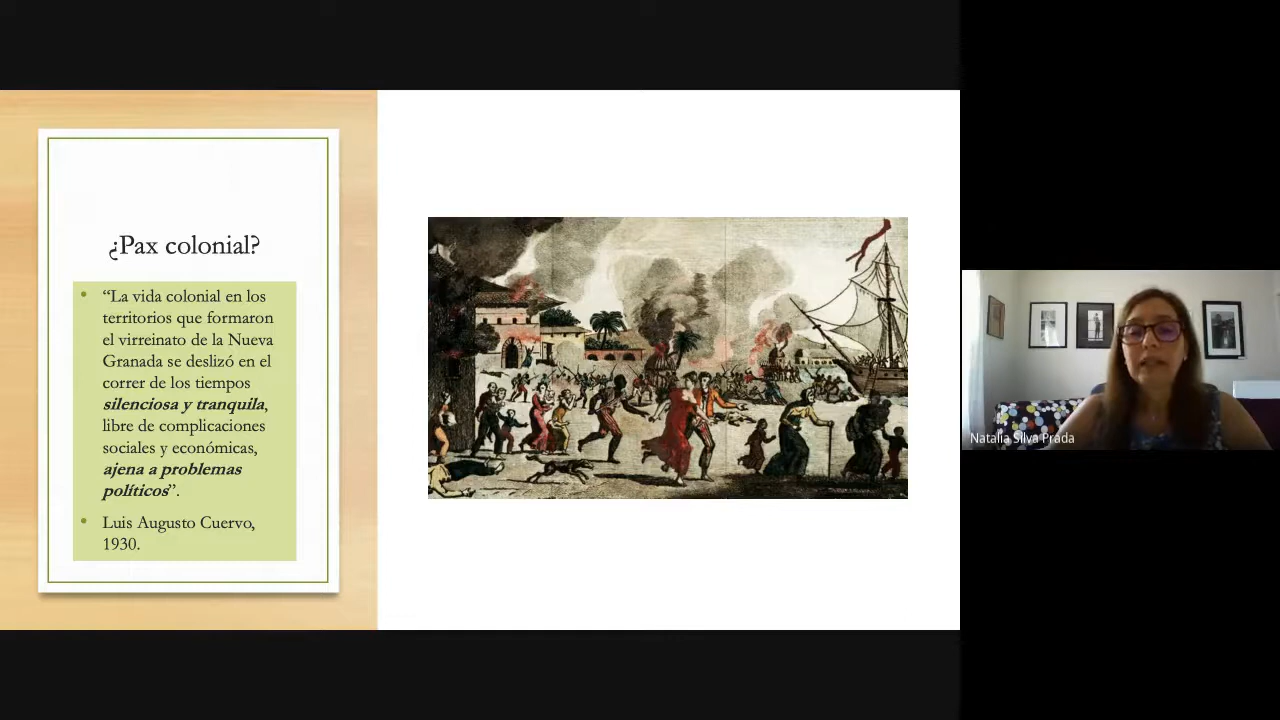 ¿Pax colonial?
• “La vida colonial en los
territorios que formaron
el virreinato de la Nueva
Granada se deslizó en el
correr de los tiempos
silenciosa y tranquila,
libre de complicaciones
sociales y económicas,
ajena a problemas
políticos”.
• Luis Augusto Cuervo,
1930.
Natalia Silva Prada